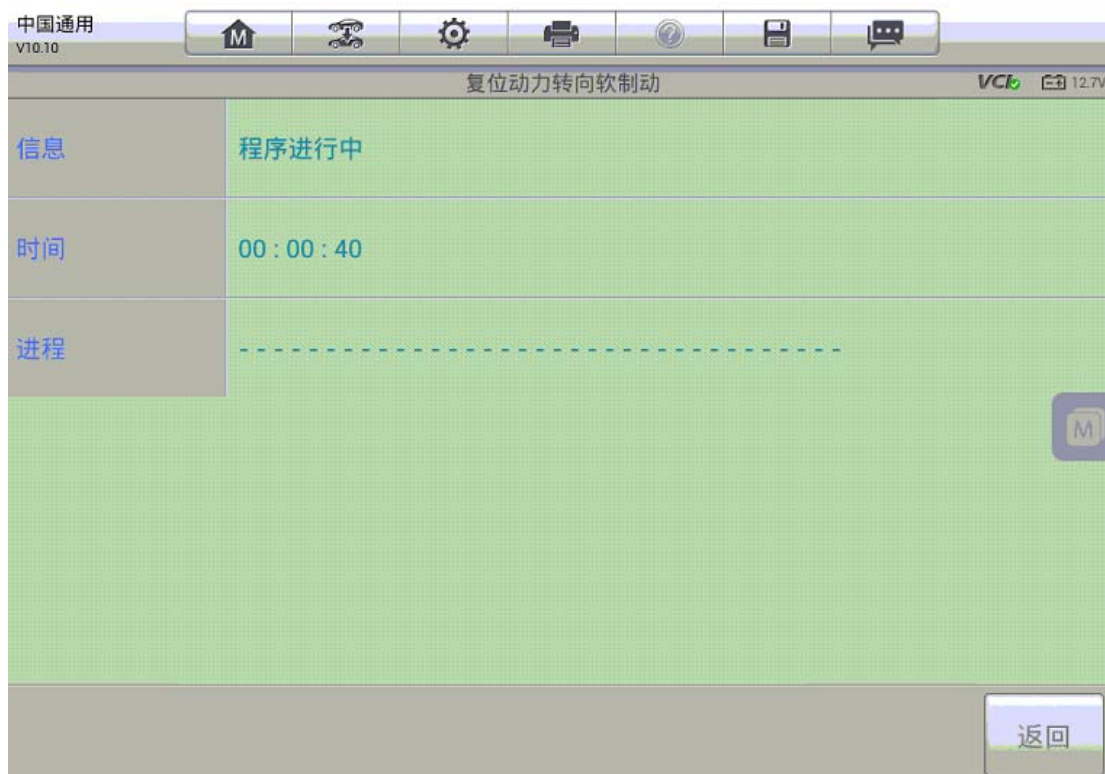 中国通用
V10.10
M
复位动力转向软制动
VCI
12.7V
信息
程序进行中
时间
00 : 00 : 40
进程
- - - - - - - - - - - - - - - - - - - - - - - - - - - - - - - - - - -
M
返回